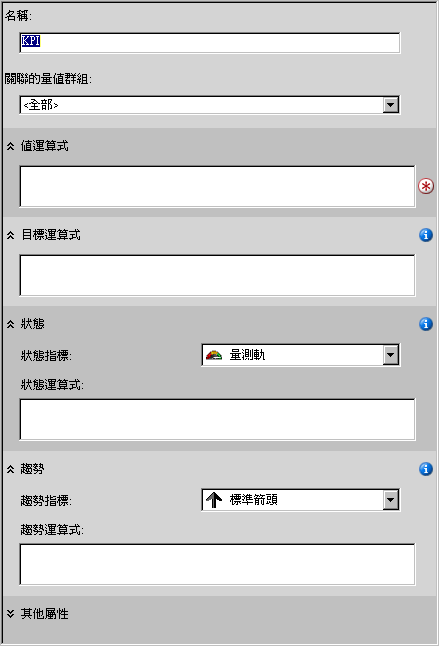 名稱:
KPI
關聯的量值群組:
<全部>
值運算式
目標運算式
狀態
狀態指標:
量測軌
狀態運算式:
趨勢
趨勢指標:
標準箭頭
趨勢運算式:
其他屬性